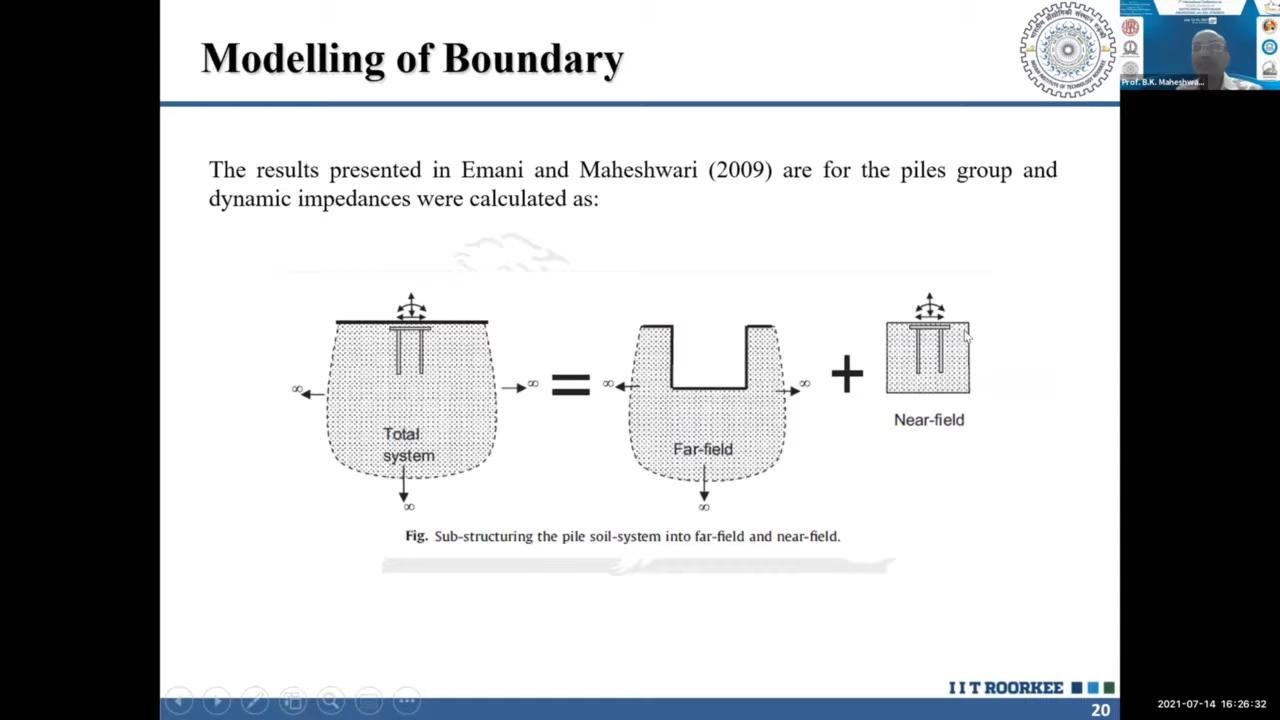 Modelling of Boundary
Prof. B.K. Maheshwa...
The results presented in Emani and Maheshwari (2009) are for the piles group and
dynamic impedances were calculated as:
∞
∞
Total
system
∞
=
∞
∞
Far-field
∞
+
Near-field
Fig. Sub-structuring the pile soil-system into far-field and near-field.
I I T ROORKEE
20
2021-07-14 16:26:32